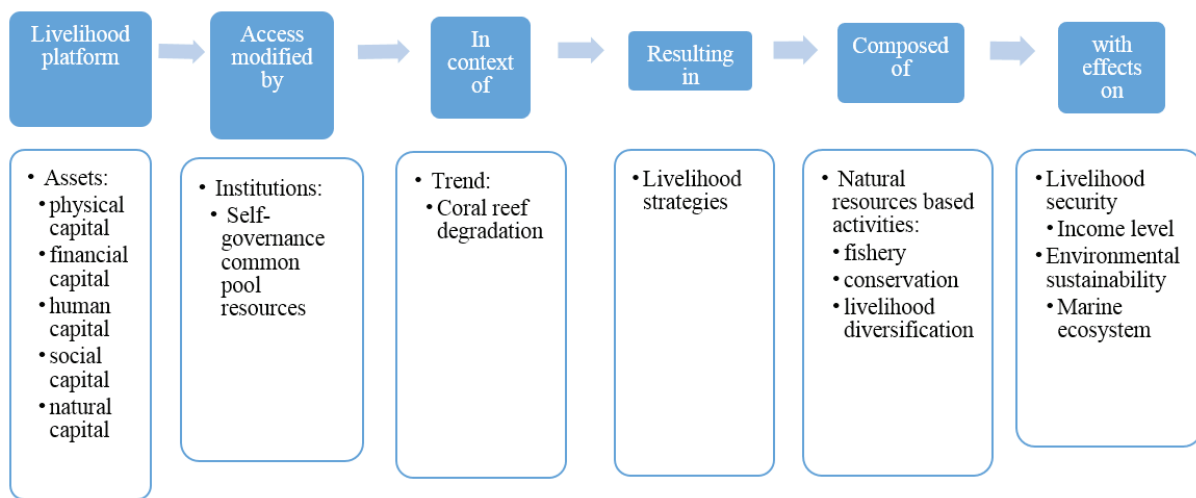 Livelihood
platform
Access
modified
by
In
context
of
Resulting
in
Composed
of
with
effects
on
• Assets:
• physical
capital
• financial
capital
• human
capital
• social
capital
• natural
capital
• Institutions:
• Self-
governance
common
pool
resources
• Trend:
• Coral reef
degradation
• Livelihood
strategies
• Natural
resources based
activities:
• fishery
• conservation
• livelihood
diversification
• Livelihood
security
• Income level
• Environmental
sustainability
• Marine
ecosystem